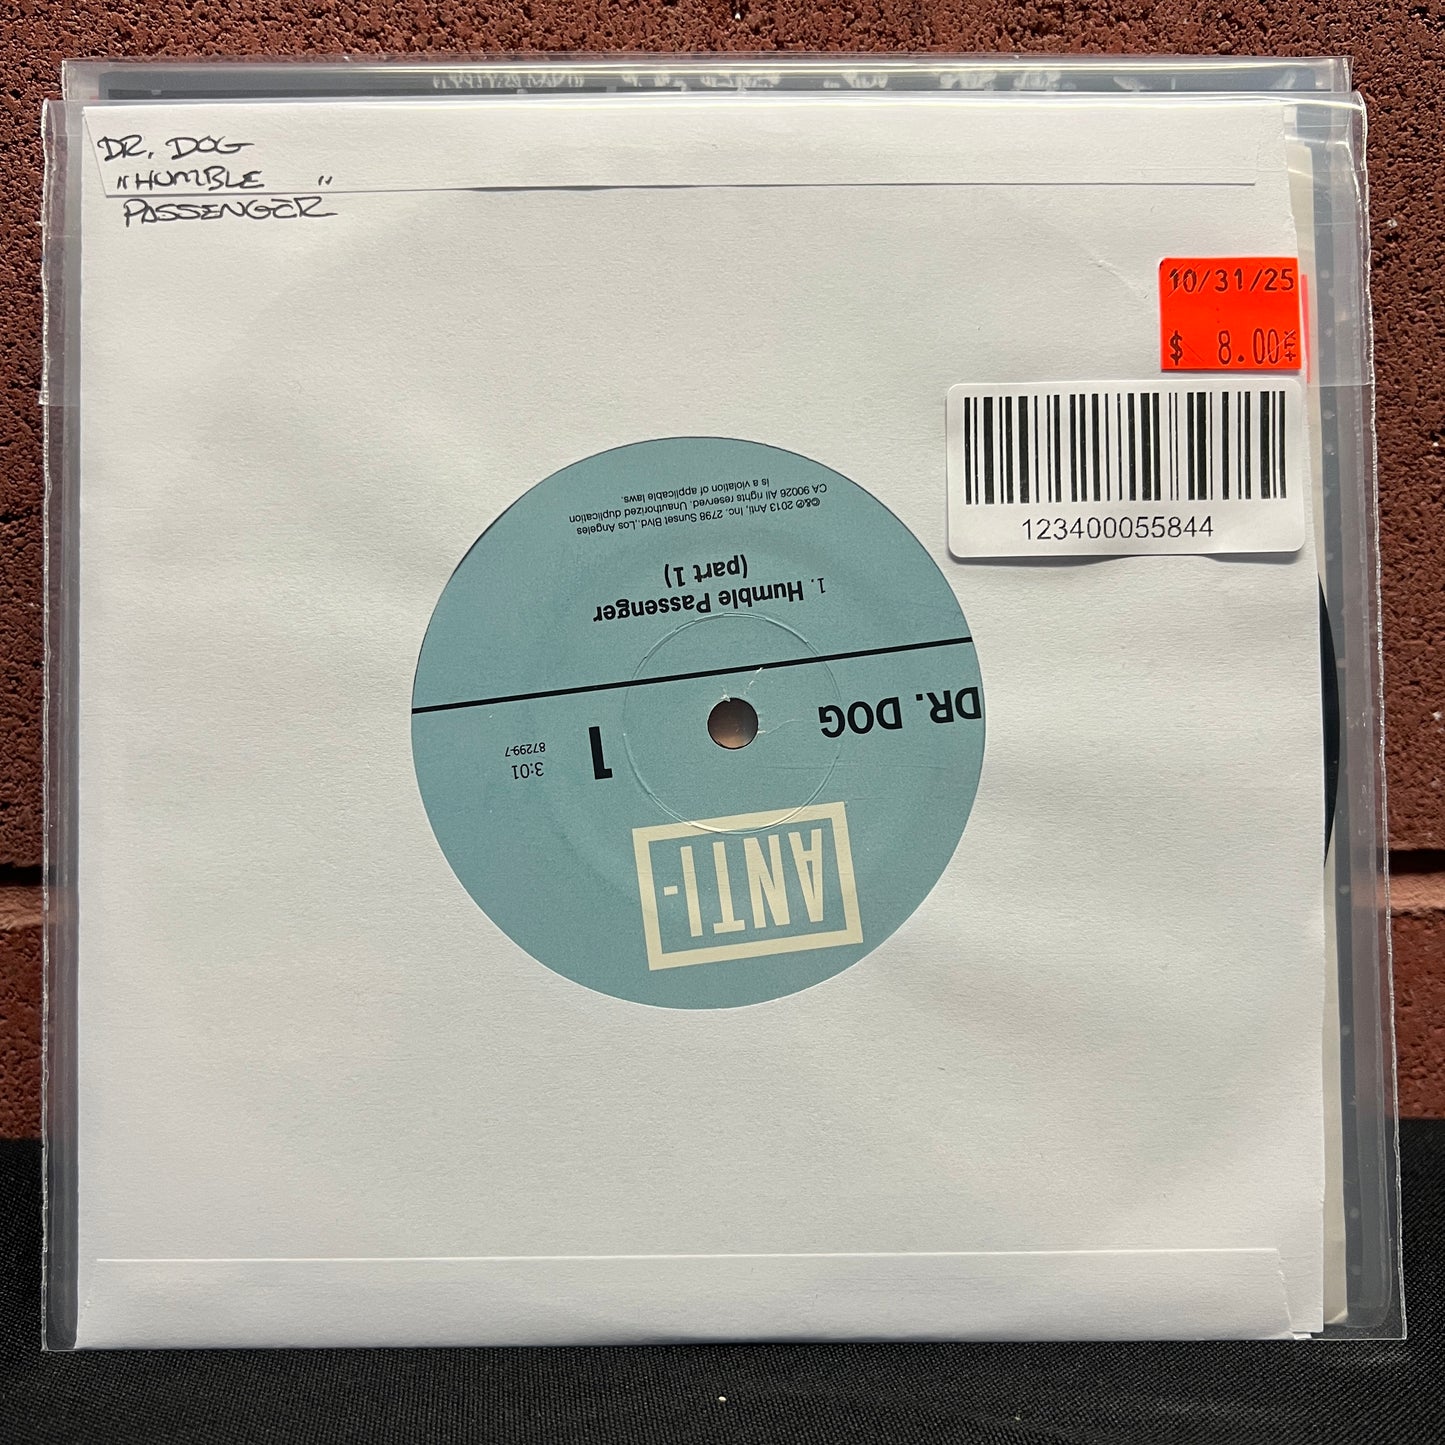 DR. DOG
"HUMBLE "
PASSENGER
10/31/25
$ 8.00
+TX
123400055844
ANTI-
3:01
87299-7
1
DR. DOG
1. Humble Passenger
(part 1)
©&℗ 2013 Anti, Inc. 2798 Sunset Blvd., Los Angeles
CA 90026 All rights reserved. Unauthorized duplication
is a violation of applicable laws.